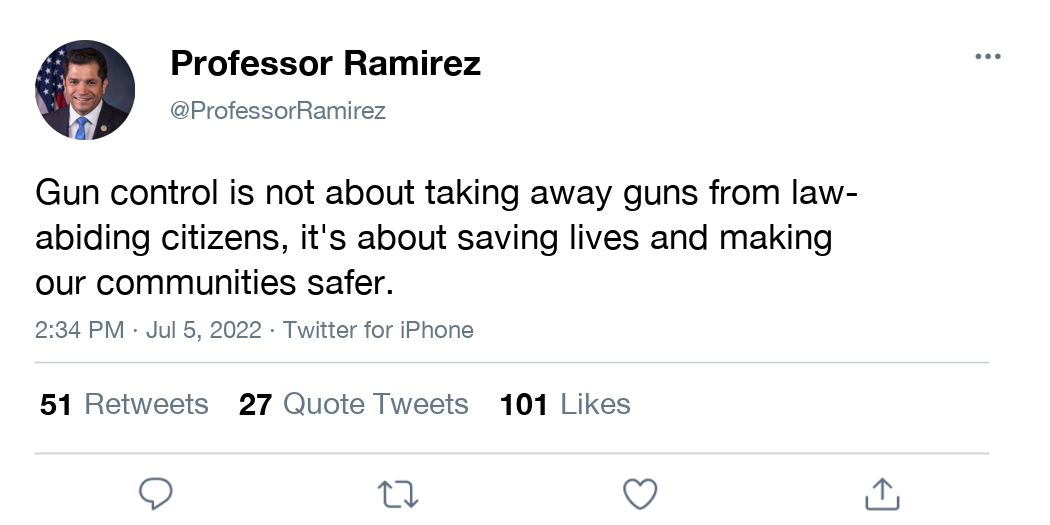 Professor Ramirez
@ProfessorRamirez
Gun control is not about taking away guns from law-
abiding citizens, it's about saving lives and making
our communities safer.
2:34 PM · Jul 5, 2022 · Twitter for iPhone
51 Retweets 27 Quote Tweets 101 Likes